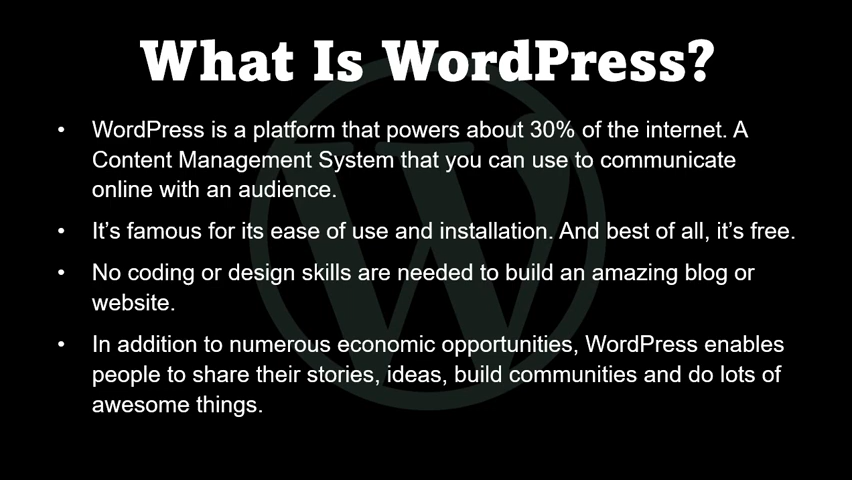 What Is WordPress?
• WordPress is a platform that powers about 30% of the internet. A
Content Management System that you can use to communicate
online with an audience.
• It’s famous for its ease of use and installation. And best of all, it’s free.
• No coding or design skills are needed to build an amazing blog or
website.
• In addition to numerous economic opportunities, WordPress enables
people to share their stories, ideas, build communities and do lots of
awesome things.